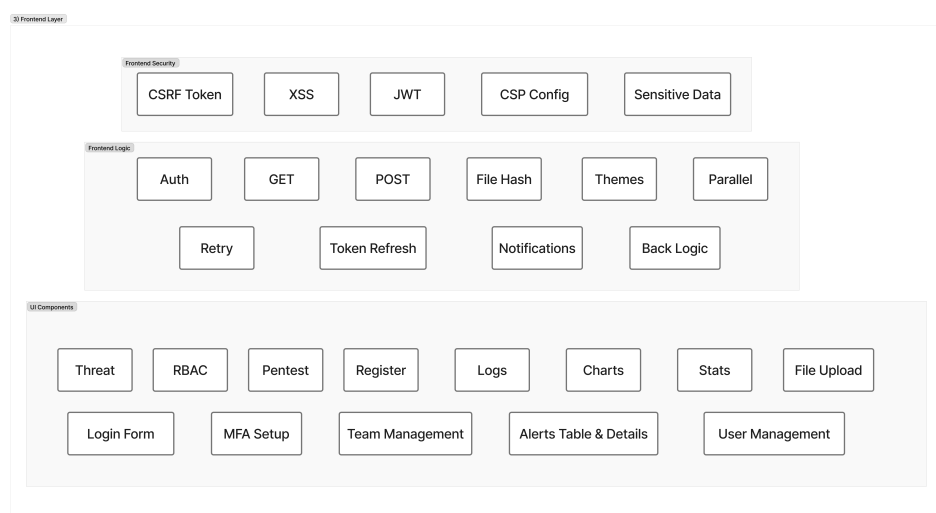 3) Frontend Layer
Frontend Security
CSRF Token
XSS
JWT
CSP Config
Sensitive Data
Frontend Logic
Auth
GET
POST
File Hash
Themes
Parallel
Retry
Token Refresh
Notifications
Back Logic
UI Components
Threat
RBAC
Pentest
Register
Logs
Charts
Stats
File Upload
Login Form
MFA Setup
Team Management
Alerts Table & Details
User Management